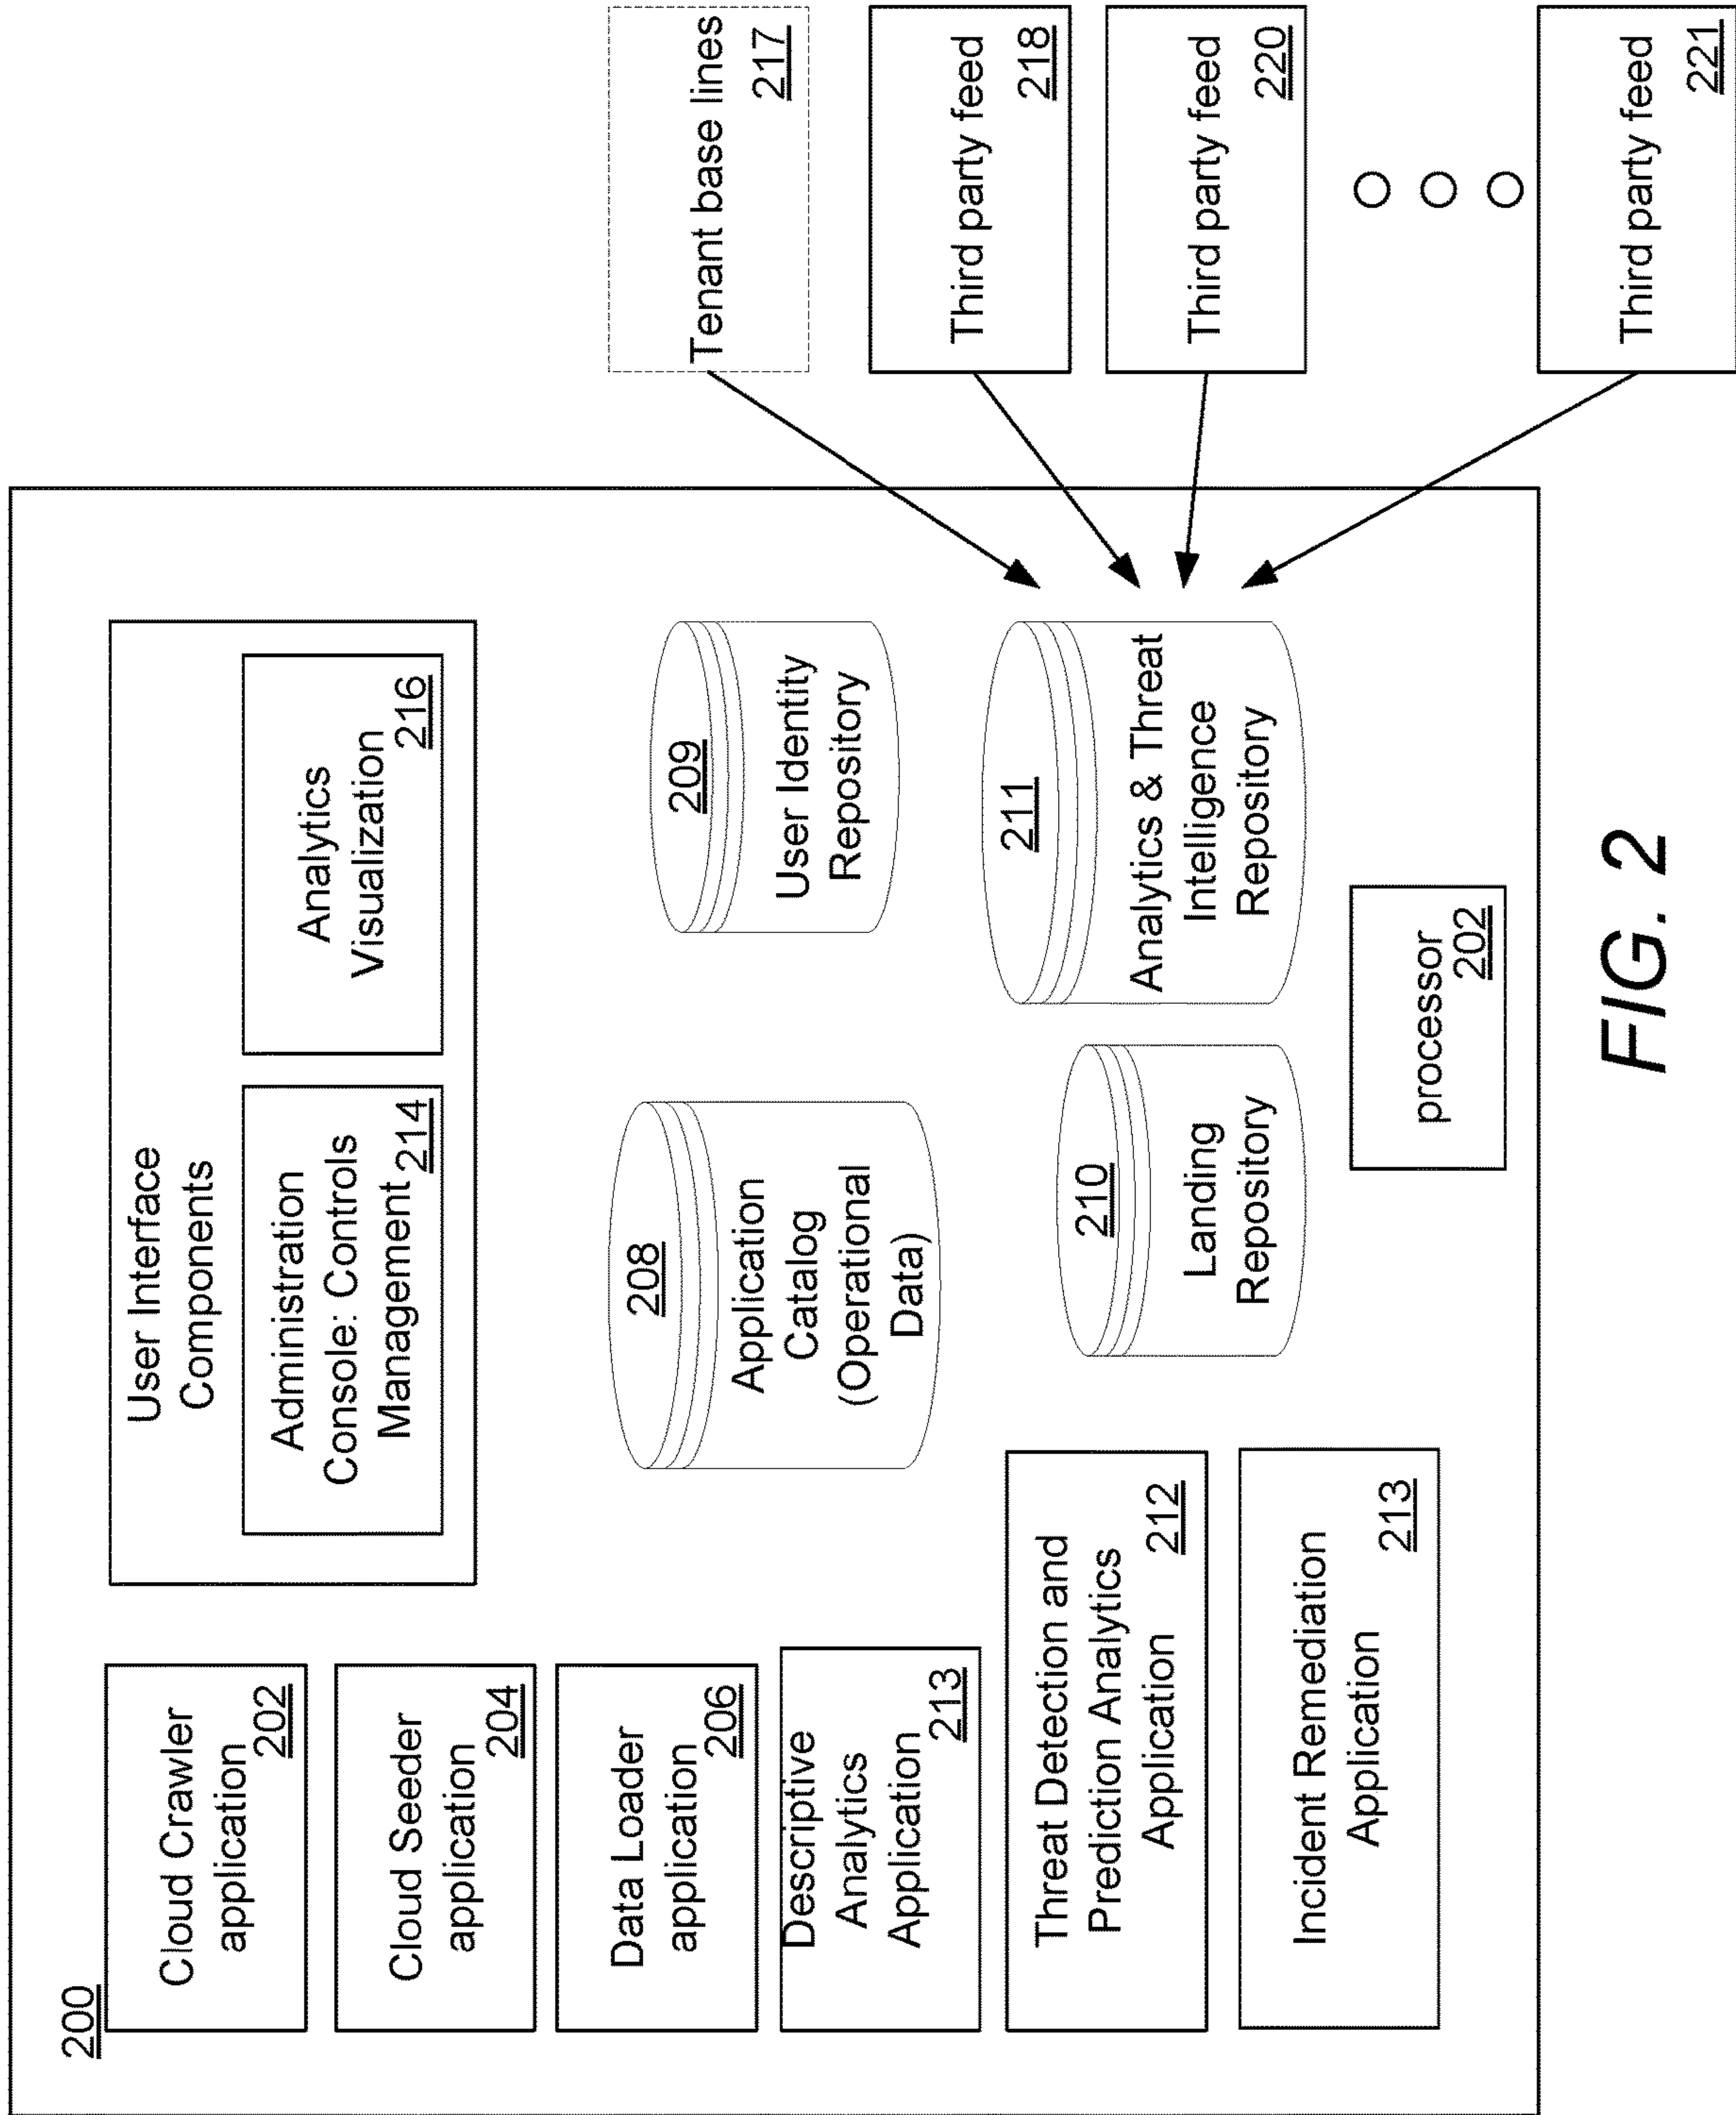 200
Cloud Crawler
application
202
Cloud Seeder
application
204
Data Loader
application
206
Descriptive
Analytics
Application
213
Threat Detection and
Prediction Analytics
Application
212
Incident Remediation
Application
213
User Interface
Components
Administration
Console: Controls
Management
214
Analytics
Visualization
216
208
Application
Catalog
(Operational
Data)
209
User Identity
Repository
210
Landing
Repository
211
Analytics & Threat
Intelligence
Repository
processor
202
Tenant base lines
217
Third party feed
218
Third party feed
220
Third party feed
221
FIG. 2